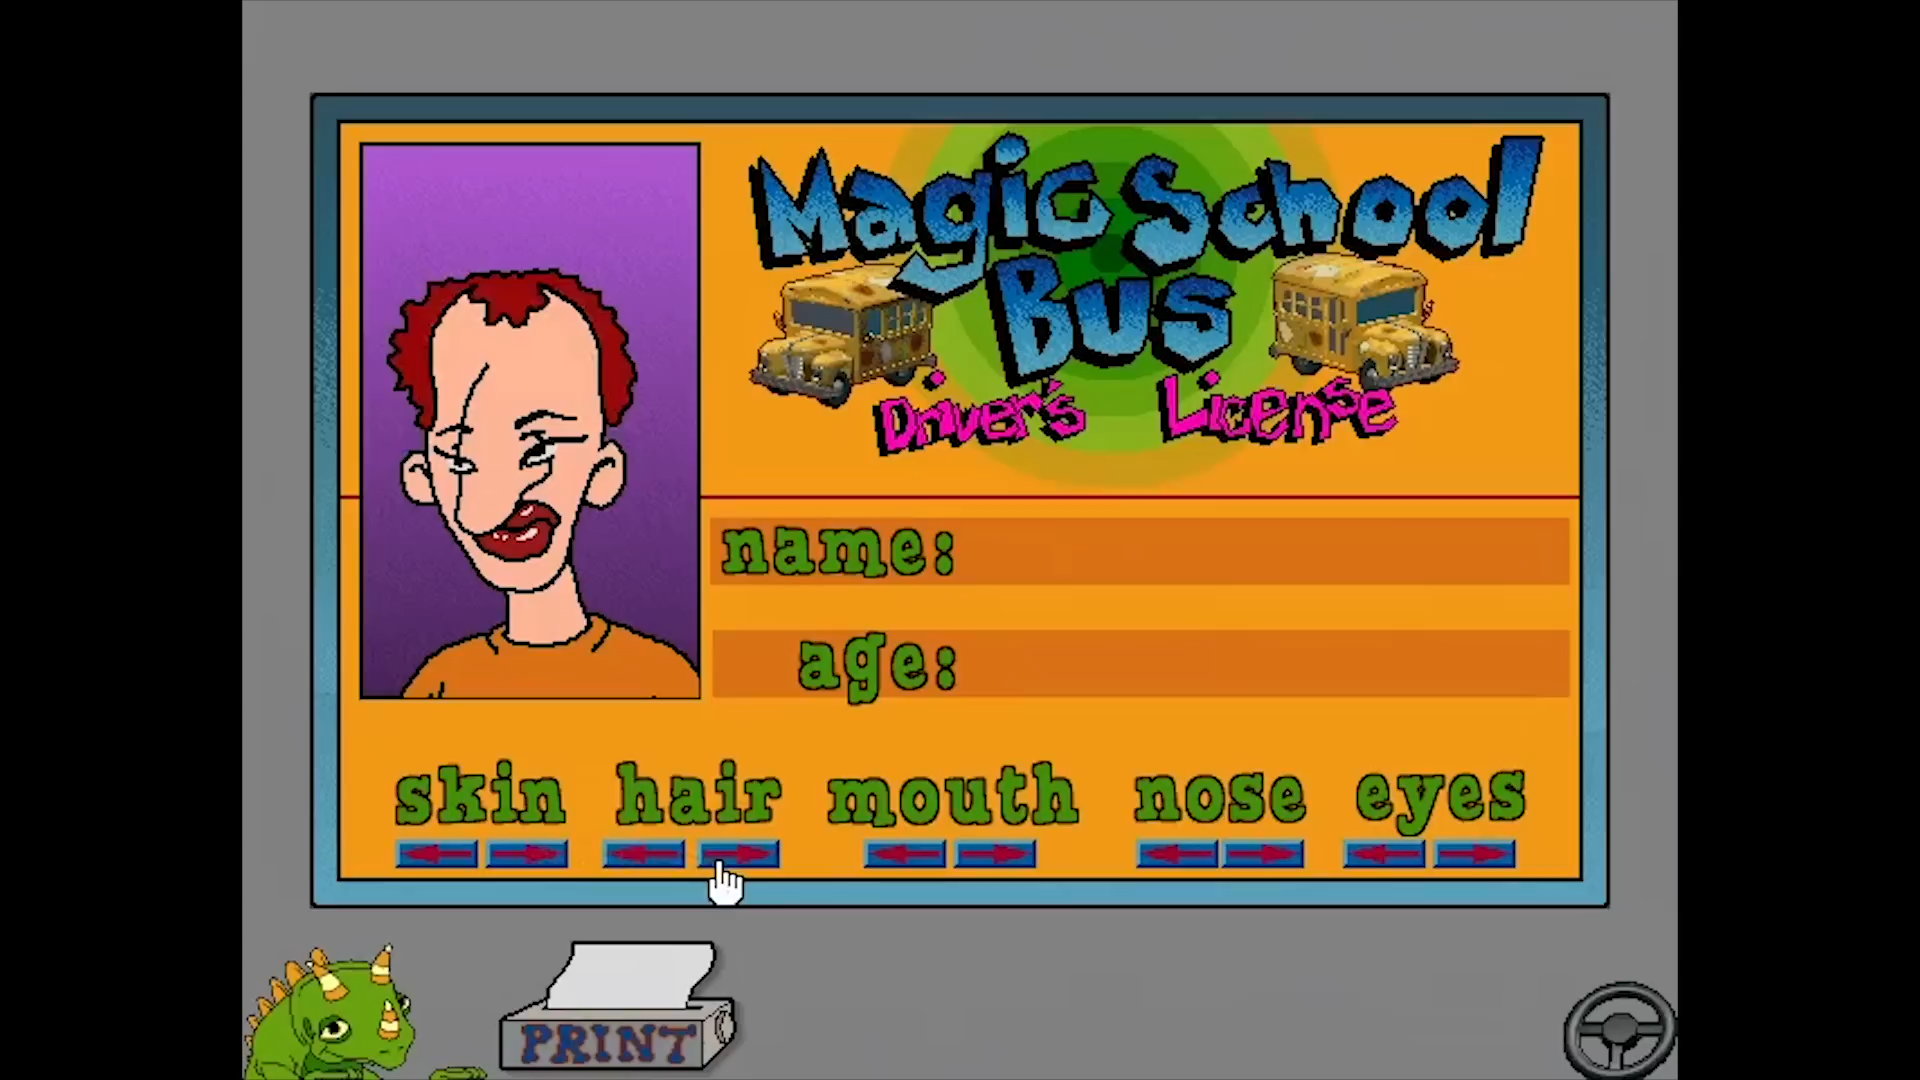 Magic School
Bus
Driver's License
name:
age:
skin hair mouth nose eyes
PRINT